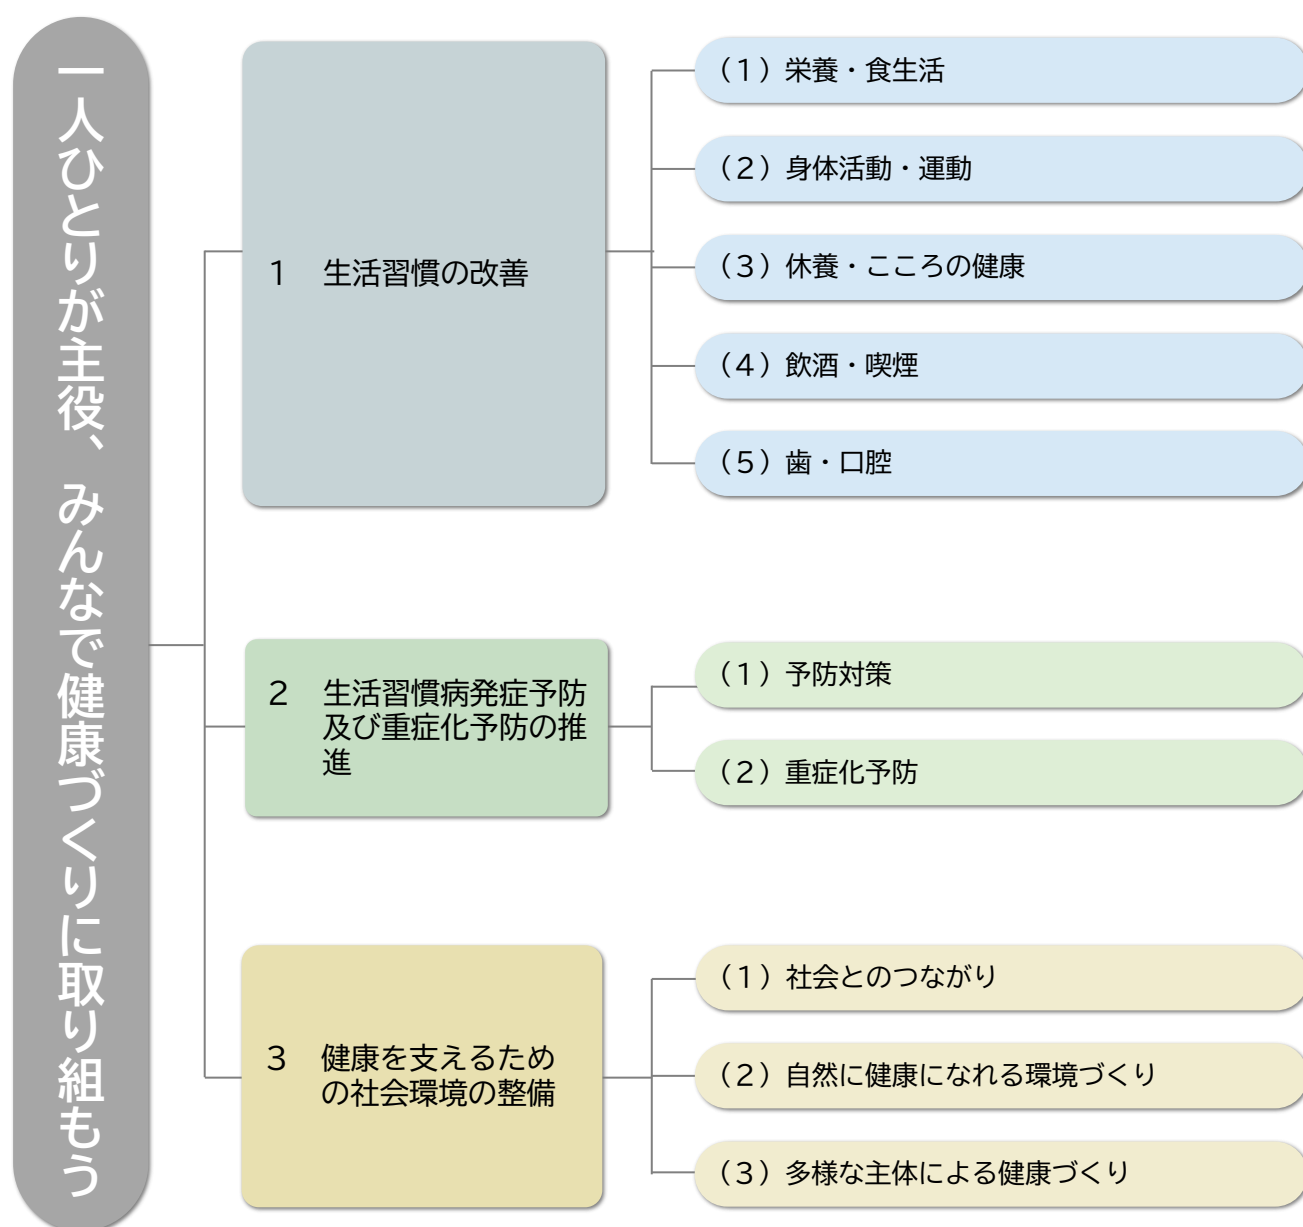 一人ひとりが主役、みんなで健康づくりに取り組もう
1 生活習慣の改善
（1）栄養・食生活
（2）身体活動・運動
（3）休養・こころの健康
（4）飲酒・喫煙
（5）歯・口腔
2 生活習慣病発症予防
及び重症化予防の推
進
（1）予防対策
（2）重症化予防
3 健康を支えるため
の社会環境の整備
（1）社会とのつながり
（2）自然に健康になれる環境づくり
（3）多様な主体による健康づくり